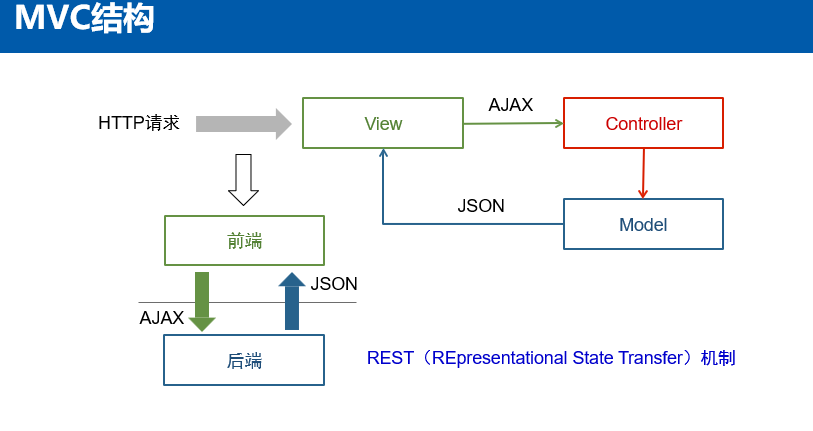 MVC结构
HTTP请求
View
AJAX
Controller
JSON
Model
前端
JSON
AJAX
后端
REST（REpresentational State Transfer）机制